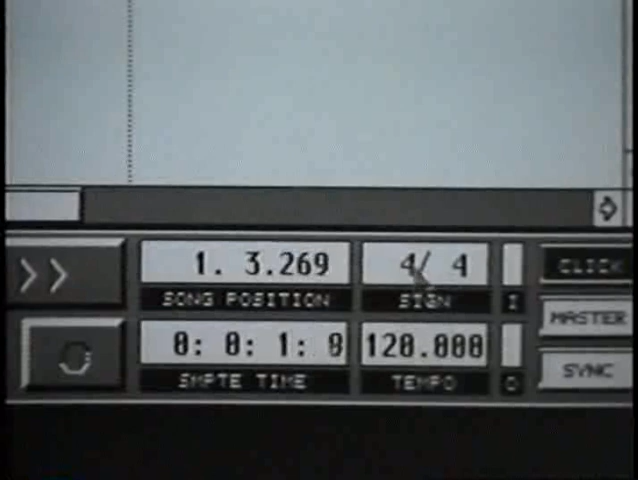 >>
1. 3.269
4/ 4
CLICK
SONG POSITION
SIGN
I
MASTER
0: 0: 1: 8
120.000
SYNC
SMPTE TIME
TEMPO
O